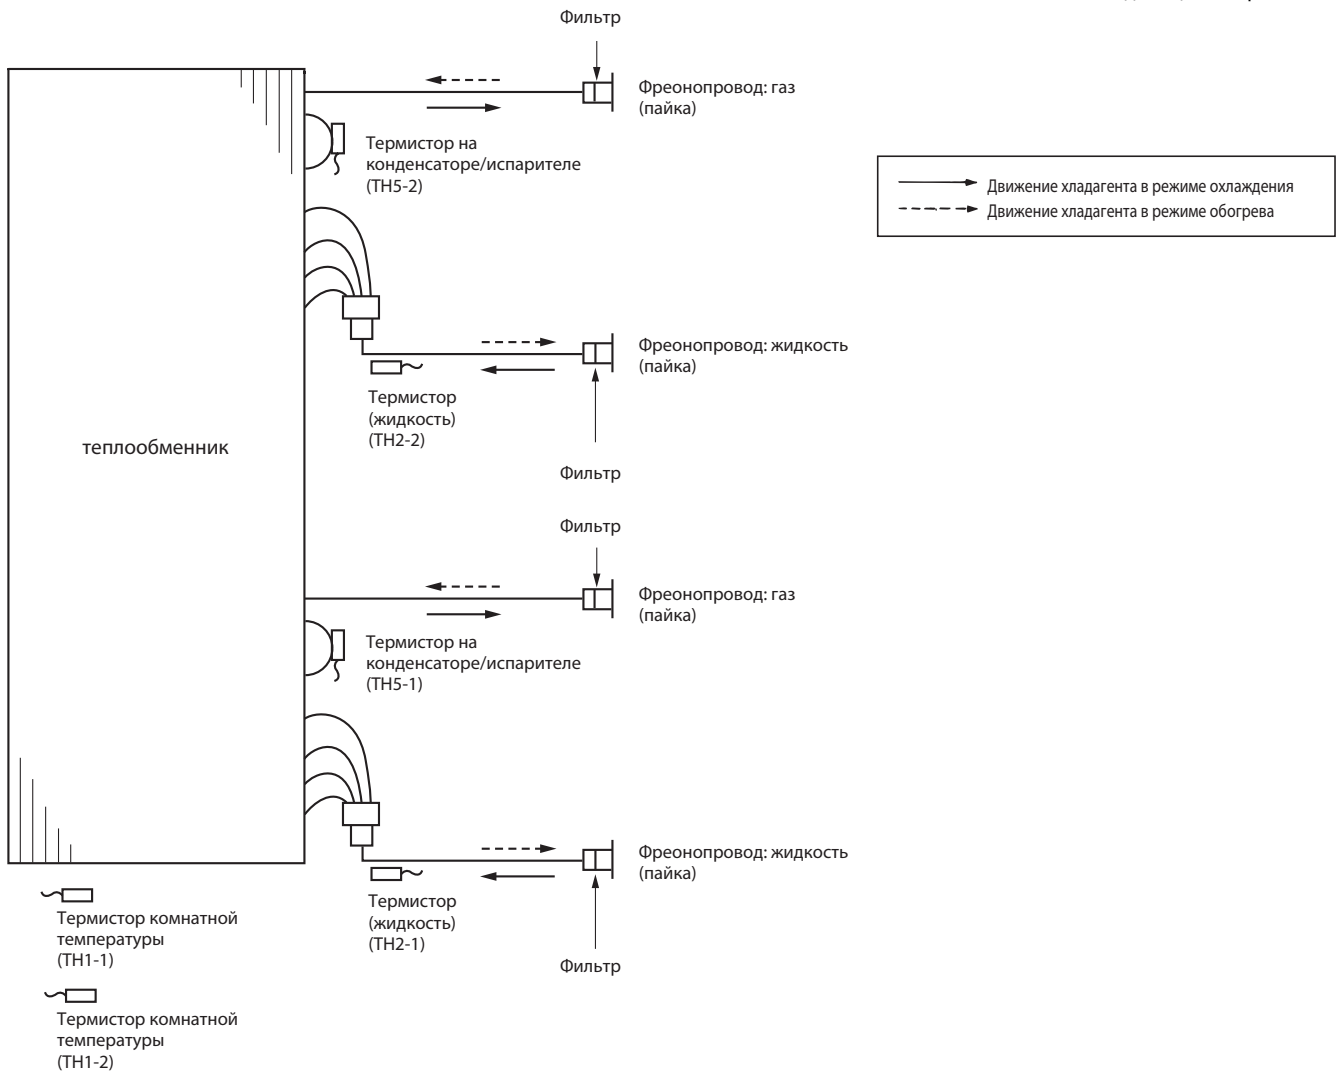 Фильтр
Фреонопровод: газ
(пайка)
Термистор на
конденсаторе/испарителе
(TH5-2)
Движение хладагента в режиме охлаждения
Движение хладагента в режиме обогрева
Фреонопровод: жидкость
(пайка)
Термистор
(жидкость)
(TH2-2)
теплообменник
Фильтр
Фильтр
Фреонопровод: газ
(пайка)
Термистор на
конденсаторе/испарителе
(TH5-1)
Фреонопровод: жидкость
(пайка)
Термистор
(жидкость)
(TH2-1)
Фильтр
Термистор комнатной
температуры
(TH1-1)
Термистор комнатной
температуры
(TH1-2)